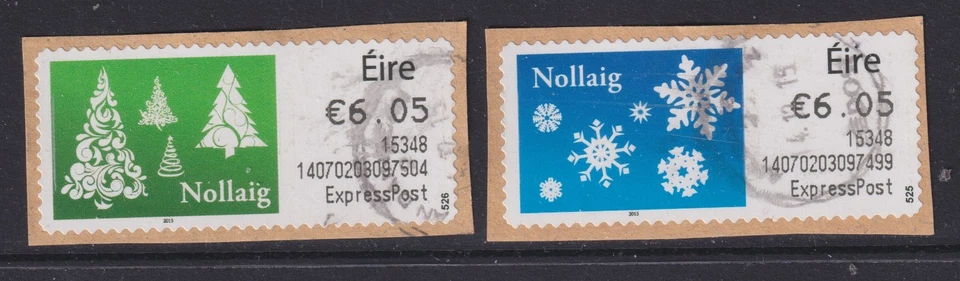 Éire
€6.05
15348
14070203097504
ExpressPost
Nollaig
2013
526
Nollaig
Éire
€6.05
15348
14070203097499
ExpressPost
2013
525